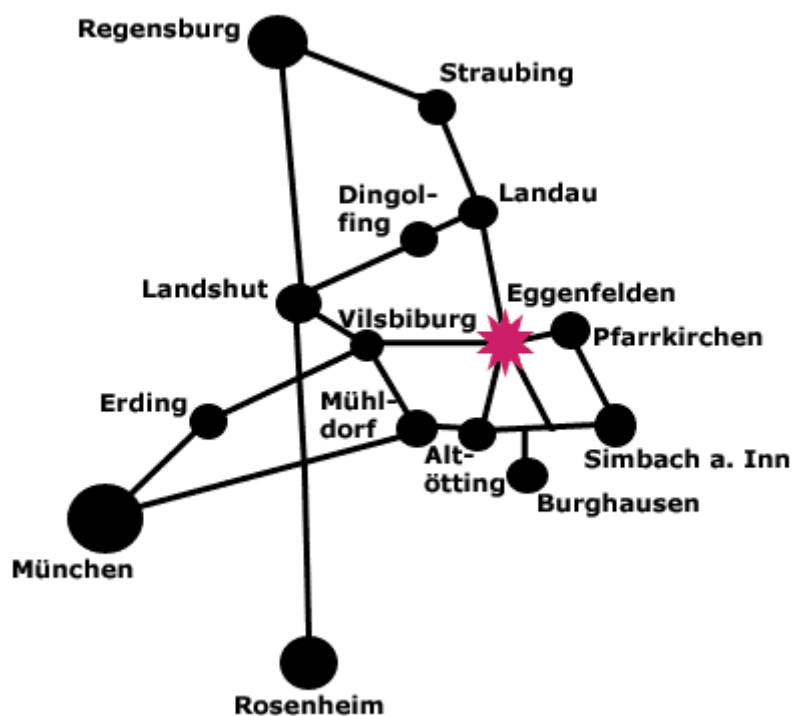 Regensburg
Straubing
Dingol-
fing
Landau
Landshut
Eggenfelden
Vilsbiburg
Pfarrkirchen
Erding
Mühl-
dorf
Alt-
ötting
Simbach a. Inn
Burghausen
München
Rosenheim